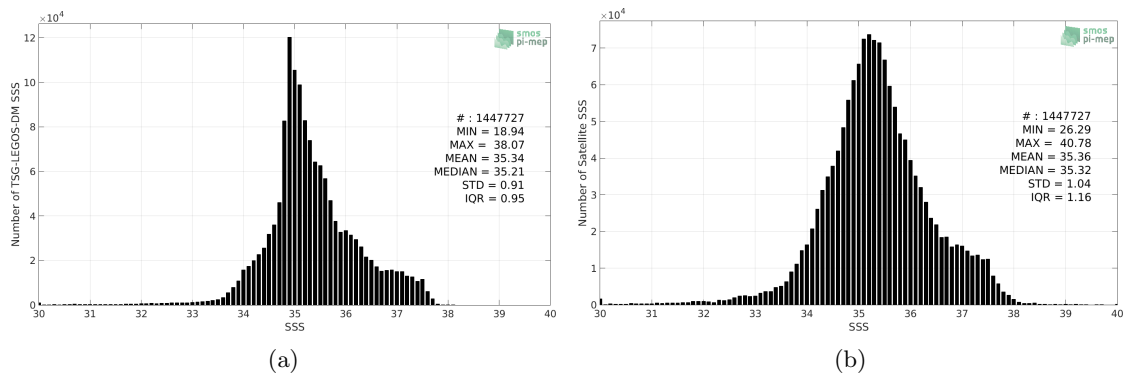 ×10⁴
smos
pi-mep
12
10
8
6
4
2
0
Number of TSG-LEGOS-DM SSS
# : 1447727
MIN = 18.94
MAX = 38.07
MEAN = 35.34
MEDIAN = 35.21
STD = 0.91
IQR = 0.95
30 31 32 33 34 35 36 37 38 39 40
SSS
(a)
×10⁴
smos
pi-mep
7
6
5
4
3
2
1
0
Number of Satellite SSS
# : 1447727
MIN = 26.29
MAX = 40.78
MEAN = 35.36
MEDIAN = 35.32
STD = 1.04
IQR = 1.16
30 31 32 33 34 35 36 37 38 39 40
SSS
(b)